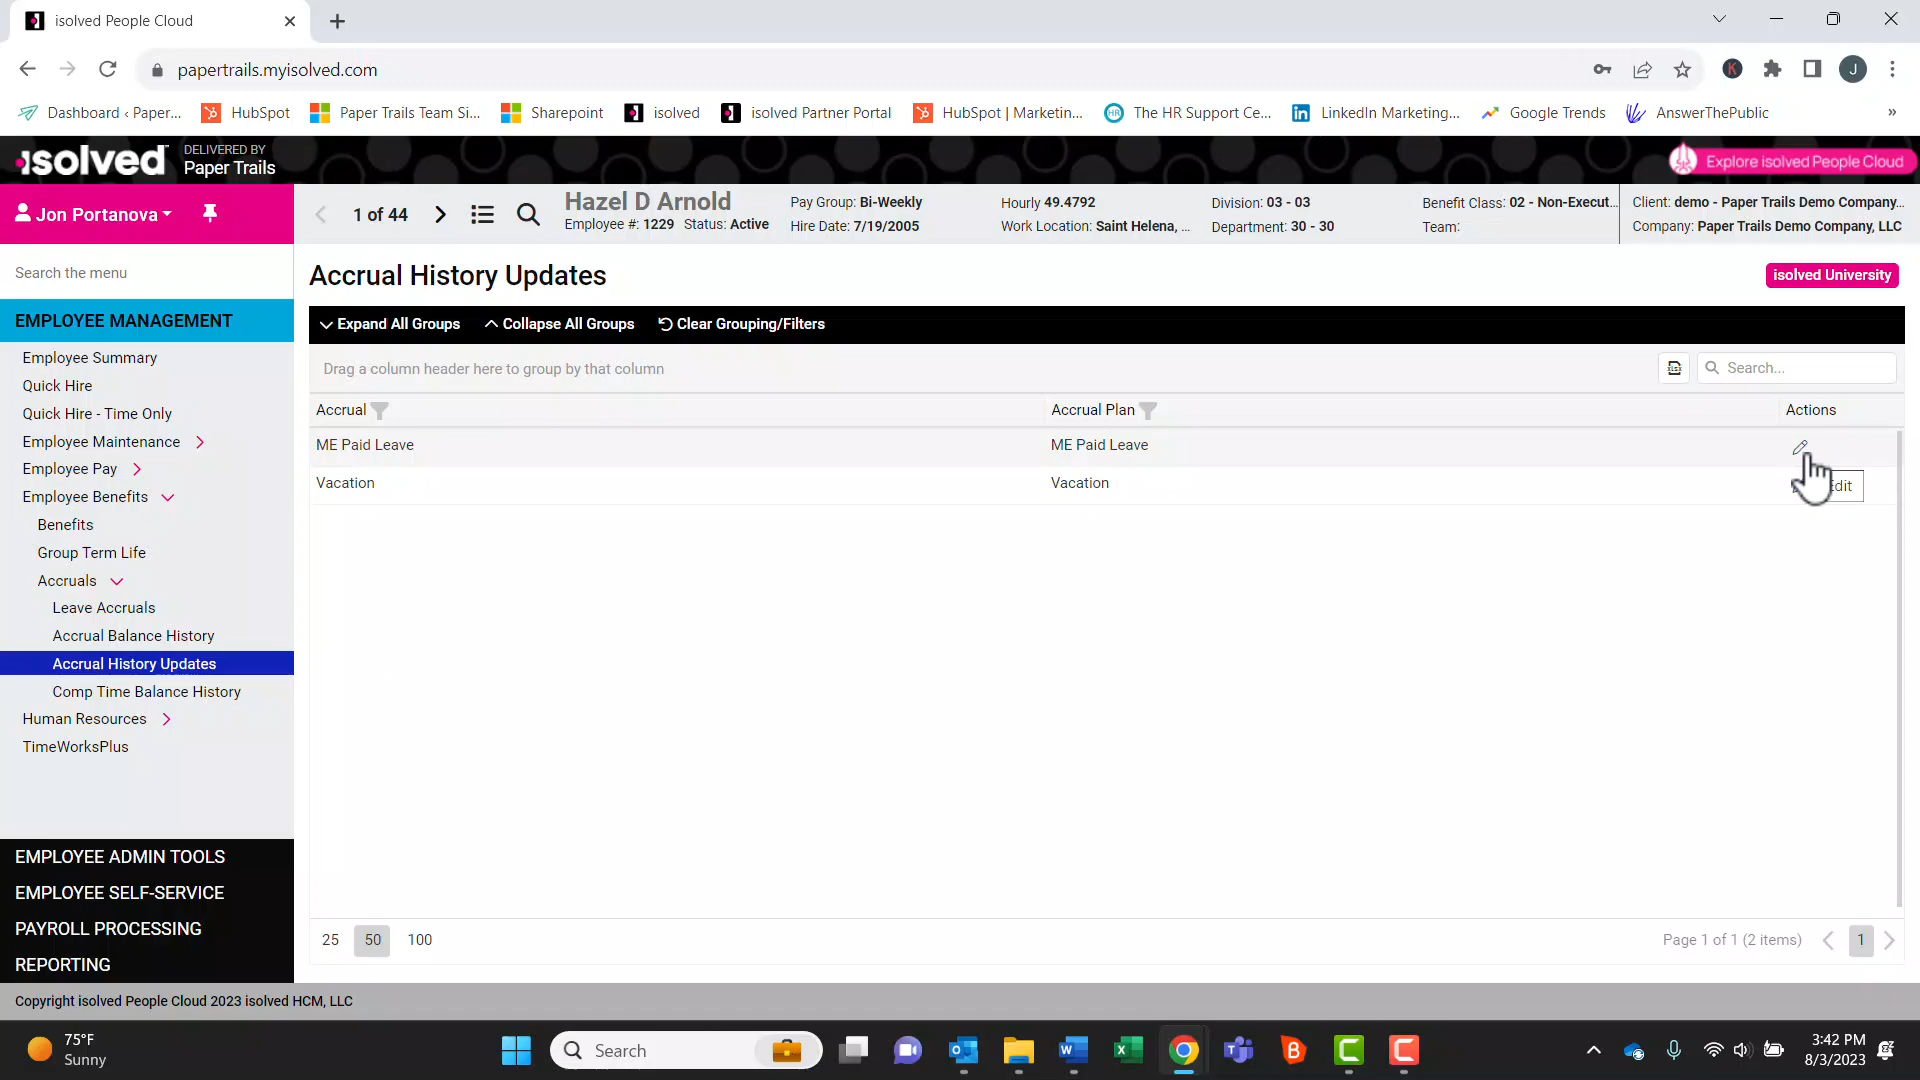 isolved People Cloud
papertrails.myisolved.com
K
J
Dashboard ‹ Paper...
HubSpot
Paper Trails Team Si...
Sharepoint
isolved
isolved Partner Portal
HubSpot | Marketin...
HR
The HR Support Ce...
LinkedIn Marketing...
Google Trends
AnswerThePublic
»
isolved
DELIVERED BY
Paper Trails
Explore isolved People Cloud
Jon Portanova
1 of 44
Hazel D Arnold
Employee #: 1229 Status: Active
Pay Group: Bi-Weekly
Hire Date: 7/19/2005
Hourly 49.4792
Work Location: Saint Helena, ...
Division: 03 - 03
Department: 30 - 30
Benefit Class: 02 - Non-Execut...
Team:
Client: demo - Paper Trails Demo Company...
Company: Paper Trails Demo Company, LLC
Search the menu
EMPLOYEE MANAGEMENT
Employee Summary
Quick Hire
Quick Hire - Time Only
Employee Maintenance
Employee Pay
Employee Benefits
Benefits
Group Term Life
Accruals
Leave Accruals
Accrual Balance History
Accrual History Updates
Comp Time Balance History
Human Resources
TimeWorksPlus
EMPLOYEE ADMIN TOOLS
EMPLOYEE SELF-SERVICE
PAYROLL PROCESSING
REPORTING
Accrual History Updates
isolved University
Expand All Groups
Collapse All Groups
Clear Grouping/Filters
Drag a column header here to group by that column
Search...
Accrual
Accrual Plan
Actions
ME Paid Leave
ME Paid Leave
Vacation
Vacation
dit
25
50
100
Page 1 of 1 (2 items)
1
Copyright isolved People Cloud 2023 isolved HCM, LLC
75°F
Sunny
Search
3:42 PM
8/3/2023